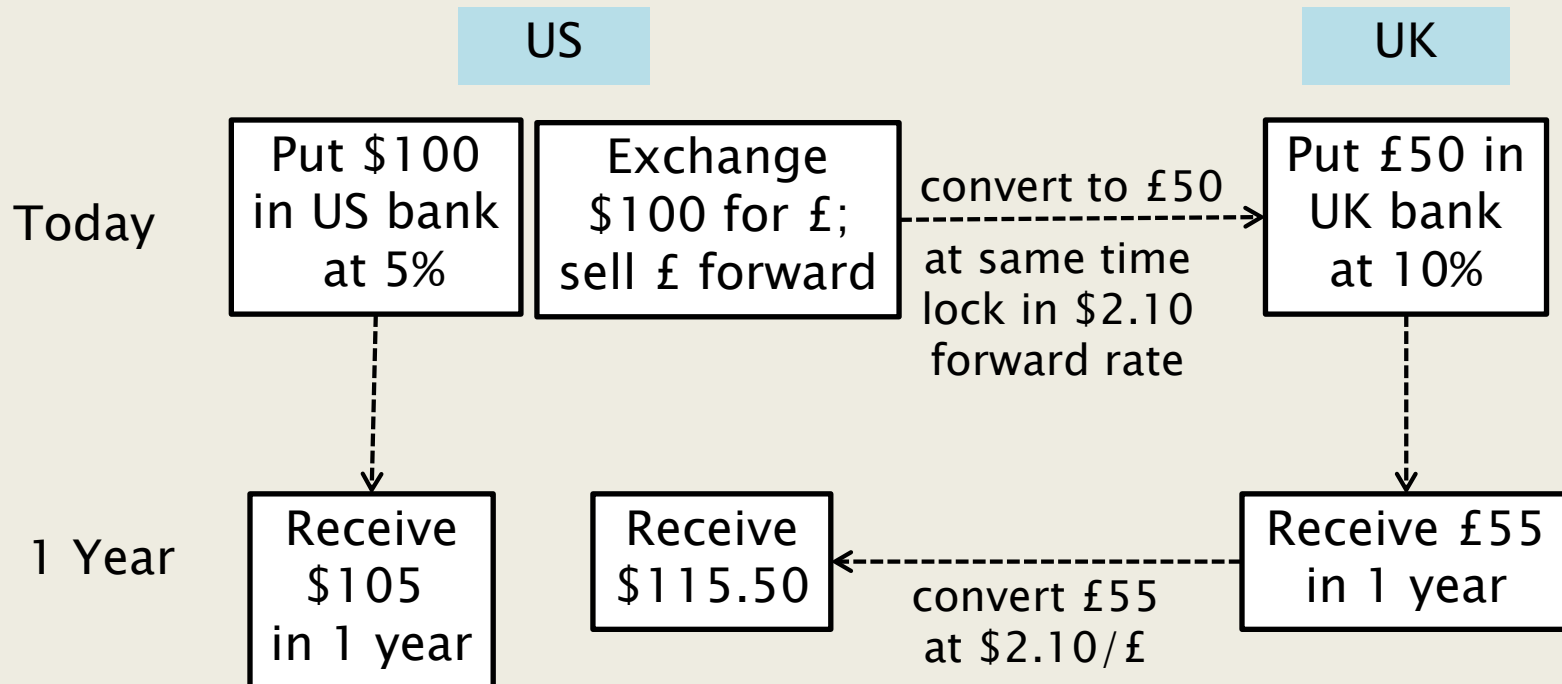 US
UK
Today
Put $100
in US bank
at 5%
Exchange
$100 for £;
sell £ forward
convert to £50
at same time
lock in $2.10
forward rate
Put £50 in
UK bank
at 10%
1 Year
Receive
$105
in 1 year
Receive
$115.50
convert £55
at $2.10/£
Receive £55
in 1 year